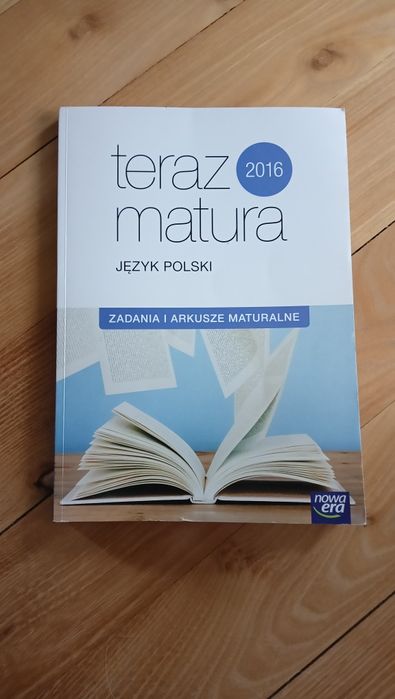 teraz 2016
matura
JĘZYK POLSKI
ZADANIA I ARKUSZE MATURALNE
nowa
era